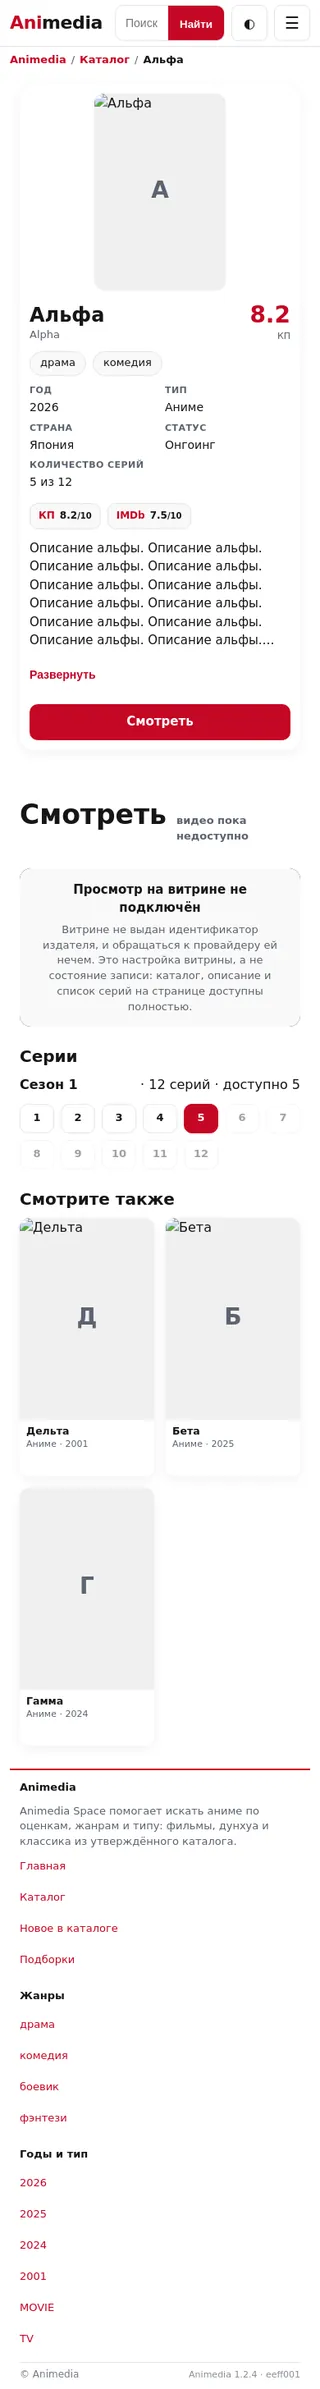 Animedia
Поиск
Найти
◐
☰
Animedia / Каталог / Альфа
Альфа
А
Альфа
8.2
Alpha
КП
драма
комедия
ГОД
ТИП
2026
Аниме
СТРАНА
СТАТУС
Япония
Онгоинг
КОЛИЧЕСТВО СЕРИЙ
5 из 12
КП 8.2/10
IMDb 7.5/10
Описание альфы. Описание альфы.
Описание альфы. Описание альфы.
Описание альфы. Описание альфы.
Описание альфы. Описание альфы.
Описание альфы. Описание альфы.
Описание альфы. Описание альфы....
Развернуть
Смотреть
Смотреть
видео пока
недоступно
Просмотр на витрине не
подключён
Витрине не выдан идентификатор
издателя, и обращаться к провайдеру ей
нечем. Это настройка витрины, а не
состояние записи: каталог, описание и
список серий на странице доступны
полностью.
Серии
Сезон 1
· 12 серий · доступно 5
1 2 3 4 5 6 7
8 9 10 11 12
Смотрите также
Дельта
Бета
Д
Б
Дельта
Бета
Аниме · 2001
Аниме · 2025
Г
Гамма
Аниме · 2024
Animedia
Animedia Space помогает искать аниме по
оценкам, жанрам и типу: фильмы, дунхуа и
классика из утверждённого каталога.
Главная
Каталог
Новое в каталоге
Подборки
Жанры
драма
комедия
боевик
фэнтези
Годы и тип
2026
2025
2024
2001
MOVIE
TV
© Animedia
Animedia 1.2.4 · eeff001